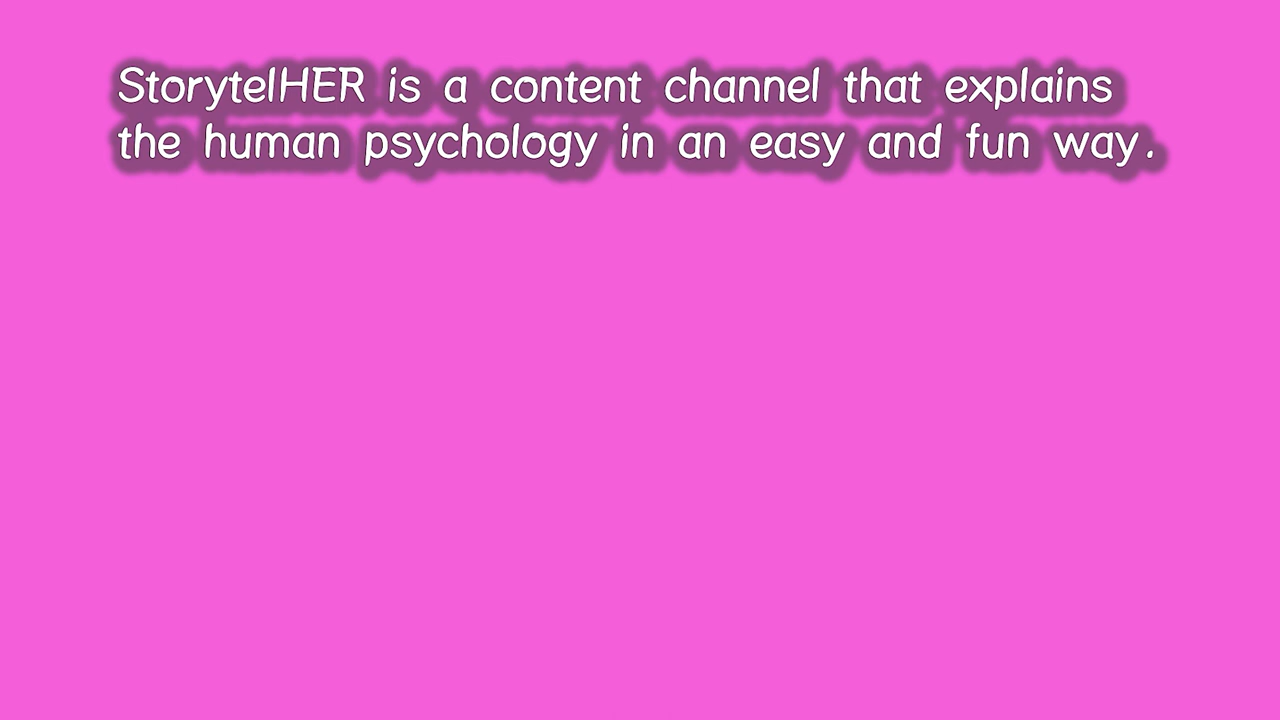 StorytelHER is a content channel that explains
the human psychology in an easy and fun way.